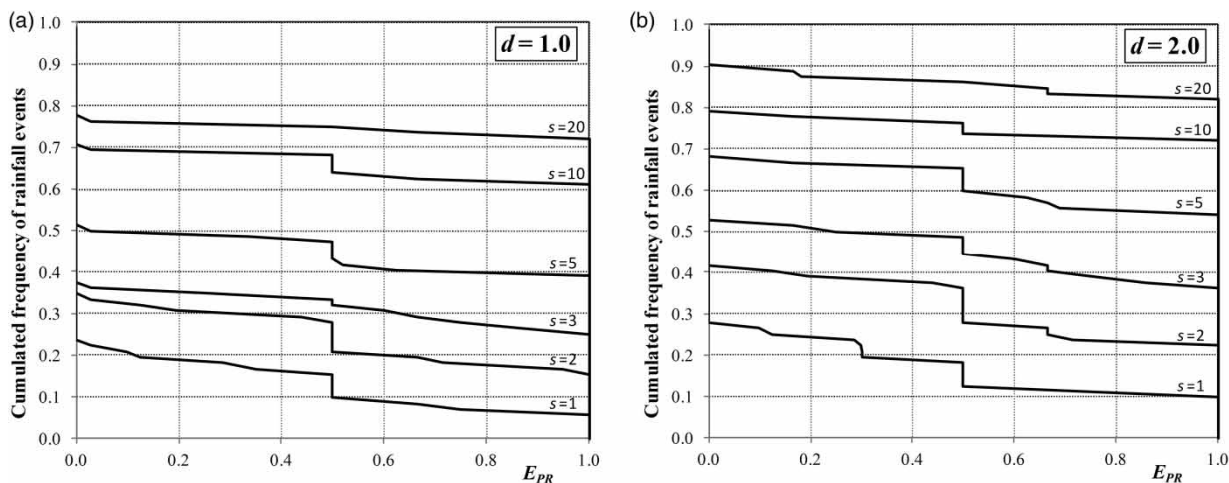 (a)
d = 1.0
Cumulated frequency of rainfall events
1.0
0.9
0.8
0.7
0.6
0.5
0.4
0.3
0.2
0.1
0.0
s=20
s=10
s=5
s=3
s=2
s=1
0.0 0.2 0.4 0.6 0.8 1.0
EPR
(b)
d = 2.0
Cumulated frequency of rainfall events
1.0
0.9
0.8
0.7
0.6
0.5
0.4
0.3
0.2
0.1
0.0
s=20
s=10
s=5
s=3
s=2
s=1
0.0 0.2 0.4 0.6 0.8 1.0
EPR